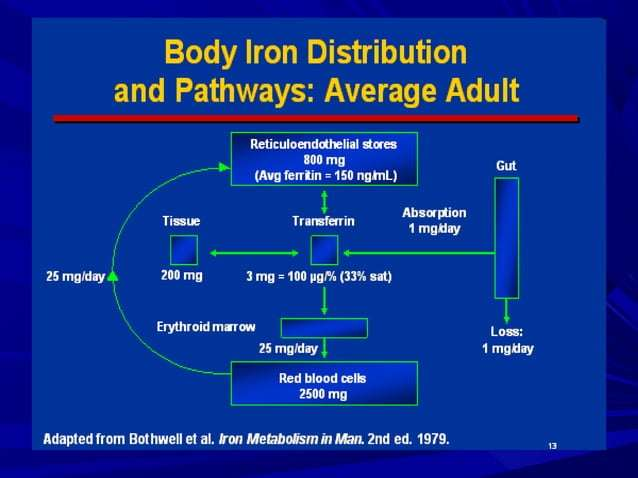 Body Iron Distribution
and Pathways: Average Adult
Reticuloendothelial stores
800 mg
(Avg ferritin = 150 ng/mL)
Gut
Absorption
1 mg/day
Tissue
Transferrin
25 mg/day
200 mg
3 mg = 100 µg/% (33% sat)
Erythroid marrow
25 mg/day
Loss:
1 mg/day
Red blood cells
2500 mg
Adapted from Bothwell et al. Iron Metabolism in Man. 2nd ed. 1979.
13